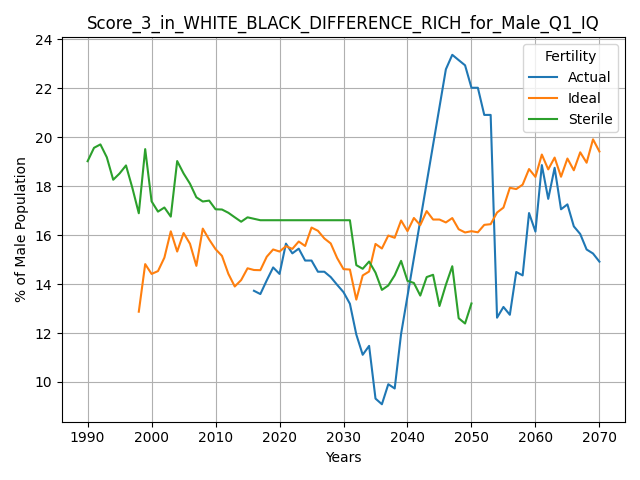 Score_3_in_WHITE_BLACK_DIFFERENCE_RICH_for_Male_Q1_IQ
Fertility
Actual
Ideal
Sterile
% of Male Population
24
22
20
18
16
14
12
10
1990 2000 2010 2020 2030 2040 2050 2060 2070
Years